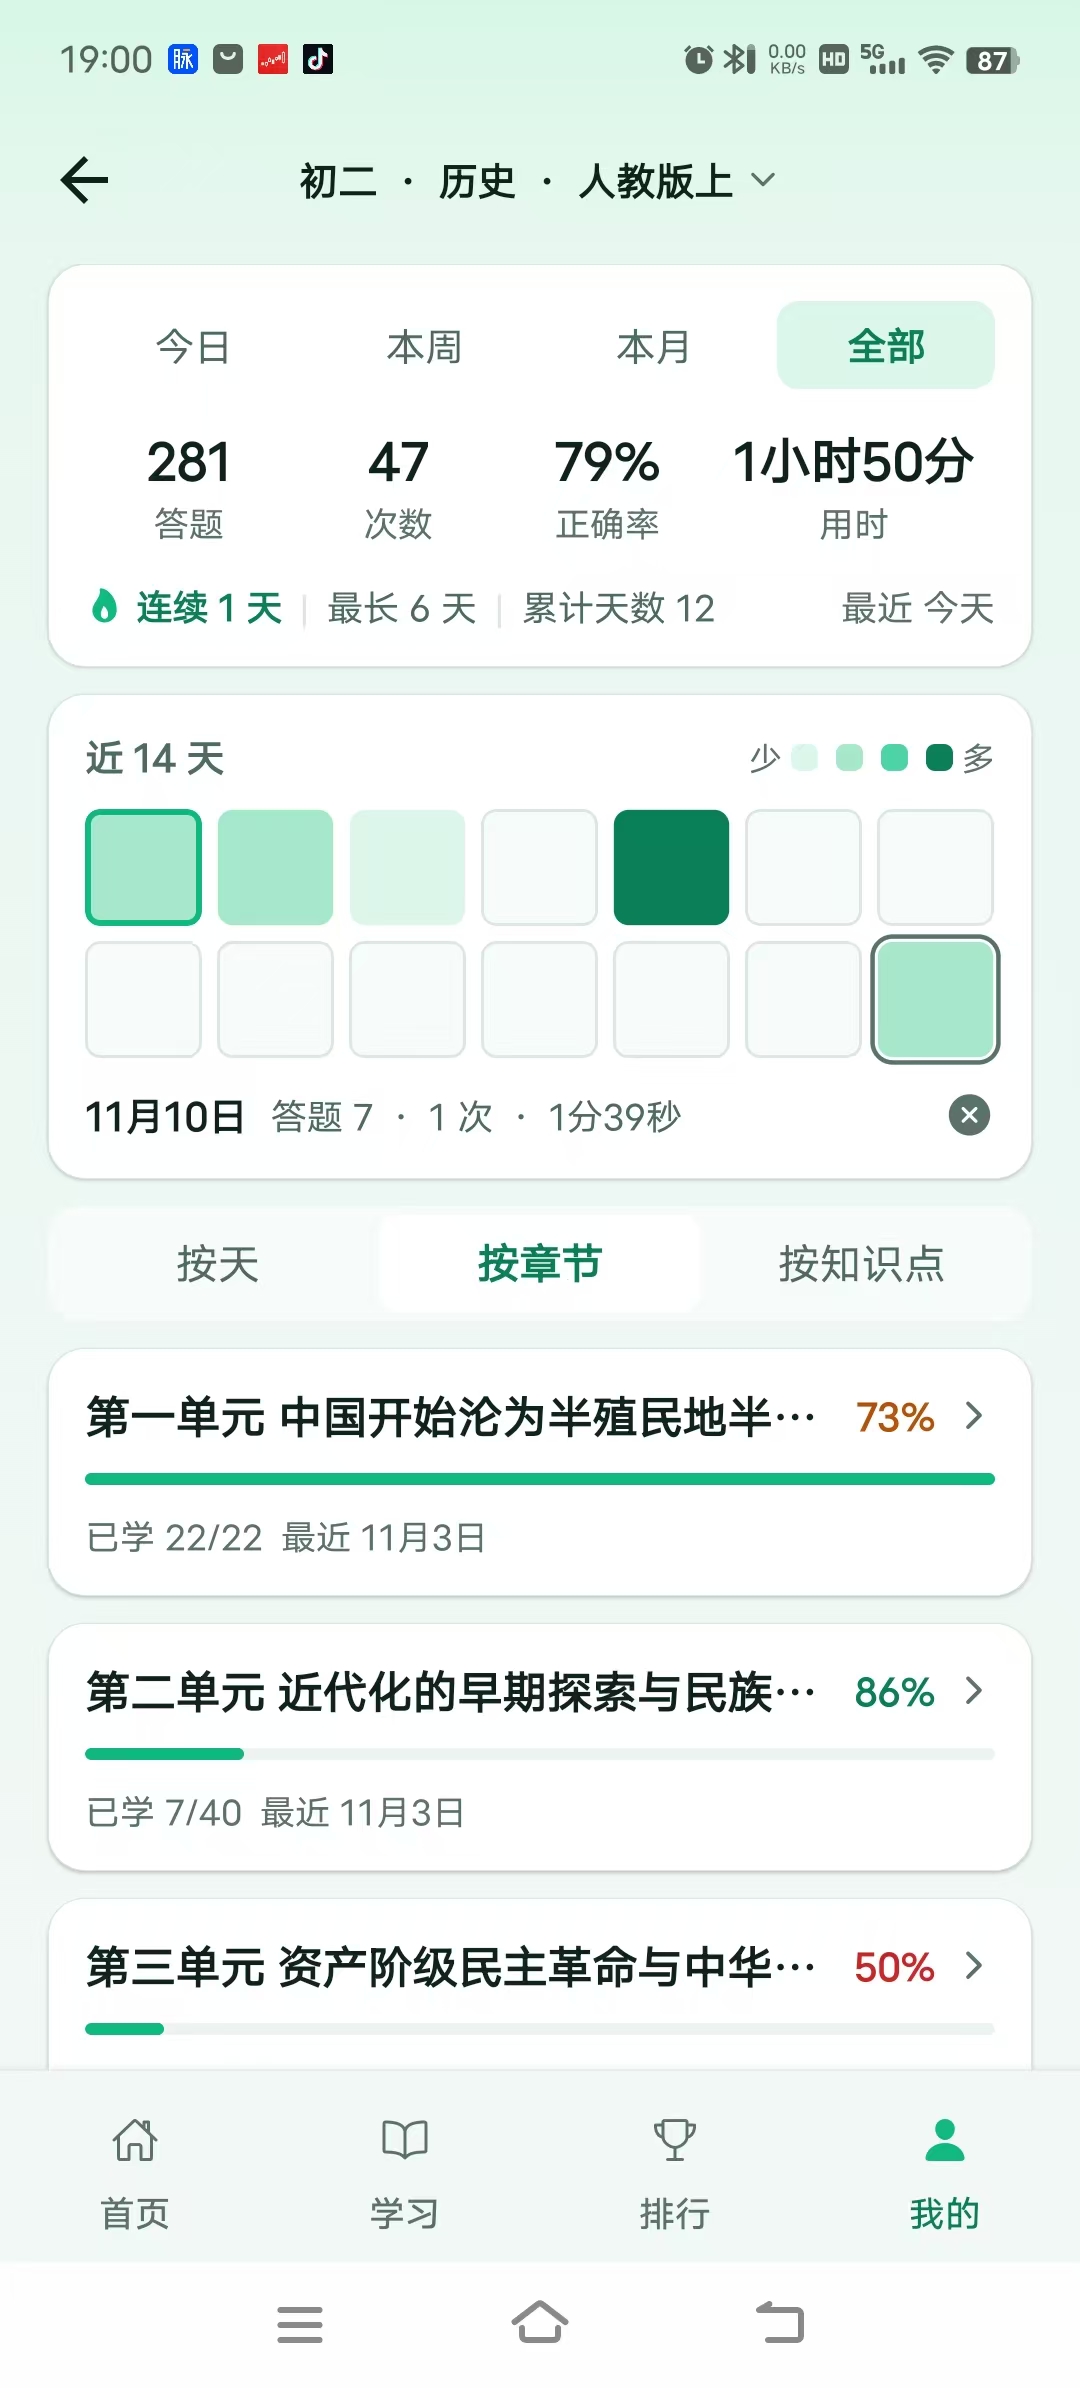 19:00 脉 0.00 KB/s HD 5G 87
初二 · 历史 · 人教版上
今日 本周 本月 全部
281 47 79% 1小时50分
答题 次数 正确率 用时
连续 1 天 | 最长 6 天 | 累计天数 12 最近 今天
近 14 天 少 多
11月10日 答题 7 · 1 次 · 1分39秒
按天 按章节 按知识点
第一单元 中国开始沦为半殖民地半… 73%
已学 22/22 最近 11月3日
第二单元 近代化的早期探索与民族… 86%
已学 7/40 最近 11月3日
第三单元 资产阶级民主革命与中华… 50%
首页 学习 排行 我的